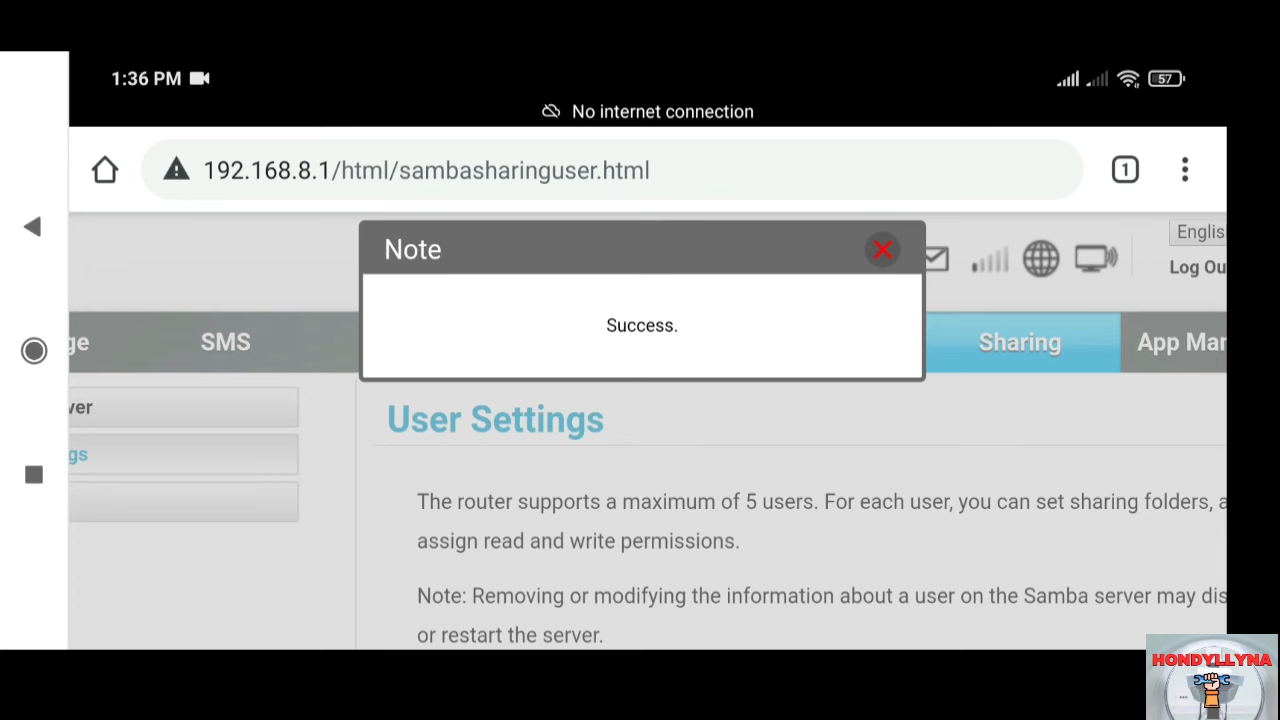 1:36 PM
57
No internet connection
192.168.8.1/html/sambasharinguser.html
1
Note
Englis
Log Ou
Success.
ge
SMS
Sharing
App Mar
ver
gs
User Settings
The router supports a maximum of 5 users. For each user, you can set sharing folders, a
assign read and write permissions.
Note: Removing or modifying the information about a user on the Samba server may dis
or restart the server.
HONDYLLYNA